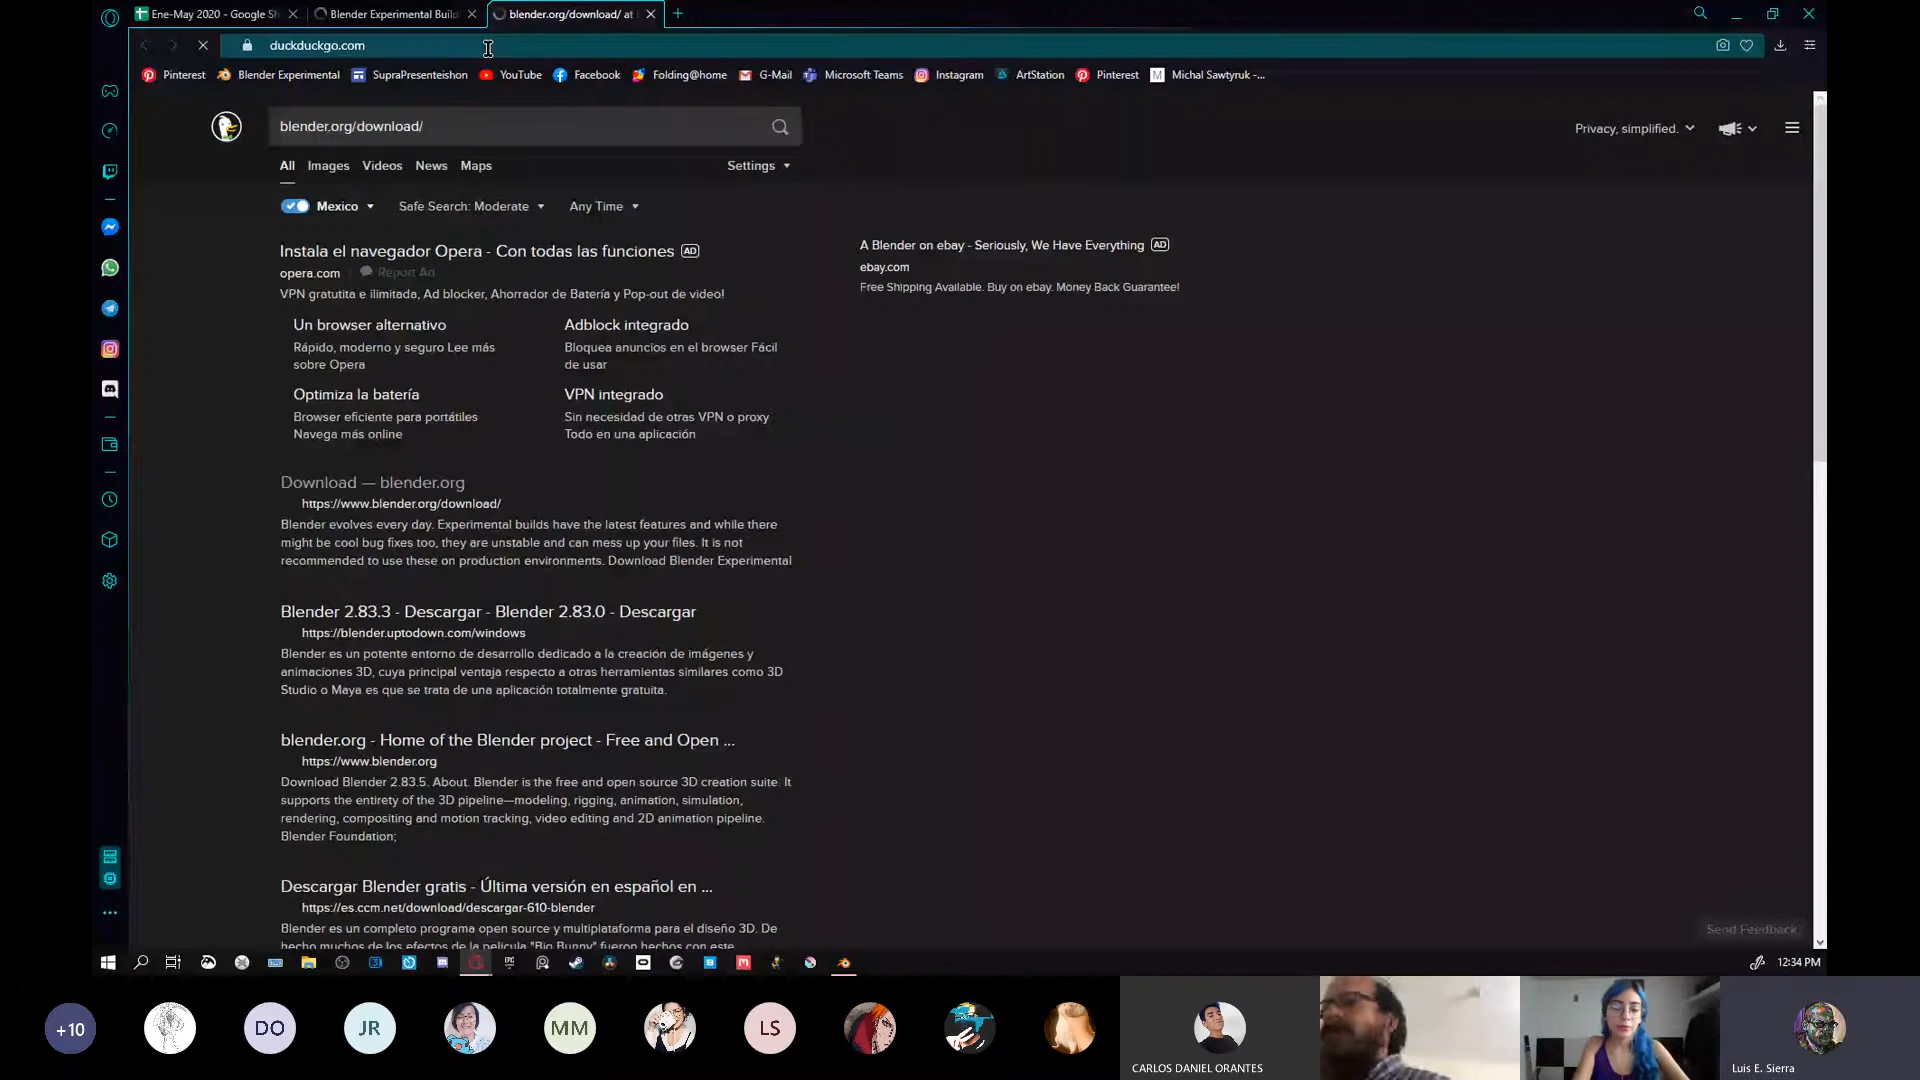 Ene-May 2020 - Google Sh
Blender Experimental Build
blender.org/download/ at
duckduckgo.com
Pinterest
Blender Experimental
SupraPresenteishon
YouTube
Facebook
Folding@home
G-Mail
Microsoft Teams
Instagram
ArtStation
Pinterest
Michal Sawtyruk -...
blender.org/download/
Privacy, simplified.
All Images Videos News Maps
Settings
Mexico
Safe Search: Moderate
Any Time
Instala el navegador Opera - Con todas las funciones AD
opera.com Report Ad
VPN gratutita e ilimitada, Ad blocker, Ahorrador de Batería y Pop-out de video!
Un browser alternativo
Rápido, moderno y seguro Lee más
sobre Opera
Adblock integrado
Bloquea anuncios en el browser Fácil
de usar
Optimiza la batería
Browser eficiente para portátiles
Navega más online
VPN integrado
Sin necesidad de otras VPN o proxy
Todo en una aplicación
A Blender on ebay - Seriously, We Have Everything AD
ebay.com
Free Shipping Available. Buy on ebay. Money Back Guarantee!
Download — blender.org
https://www.blender.org/download/
Blender evolves every day. Experimental builds have the latest features and while there
might be cool bug fixes too, they are unstable and can mess up your files. It is not
recommended to use these on production environments. Download Blender Experimental
Blender 2.83.3 - Descargar - Blender 2.83.0 - Descargar
https://blender.uptodown.com/windows
Blender es un potente entorno de desarrollo dedicado a la creación de imágenes y
animaciones 3D, cuya principal ventaja respecto a otras herramientas similares como 3D
Studio o Maya es que se trata de una aplicación totalmente gratuita.
blender.org - Home of the Blender project - Free and Open ...
https://www.blender.org
Download Blender 2.83.5. About. Blender is the free and open source 3D creation suite. It
supports the entirety of the 3D pipeline—modeling, rigging, animation, simulation,
rendering, compositing and motion tracking, video editing and 2D animation pipeline.
Blender Foundation;
Descargar Blender gratis - Última versión en español en ...
https://es.ccm.net/download/descargar-610-blender
Blender es un completo programa open source y multiplataforma para el diseño 3D. De
hecho muchos de los efectos de la película "Big Bunny" fueron hechos con este
Send Feedback
12:34 PM
+10
DO
JR
MM
LS
CARLOS DANIEL ORANTES
Luis E. Sierra